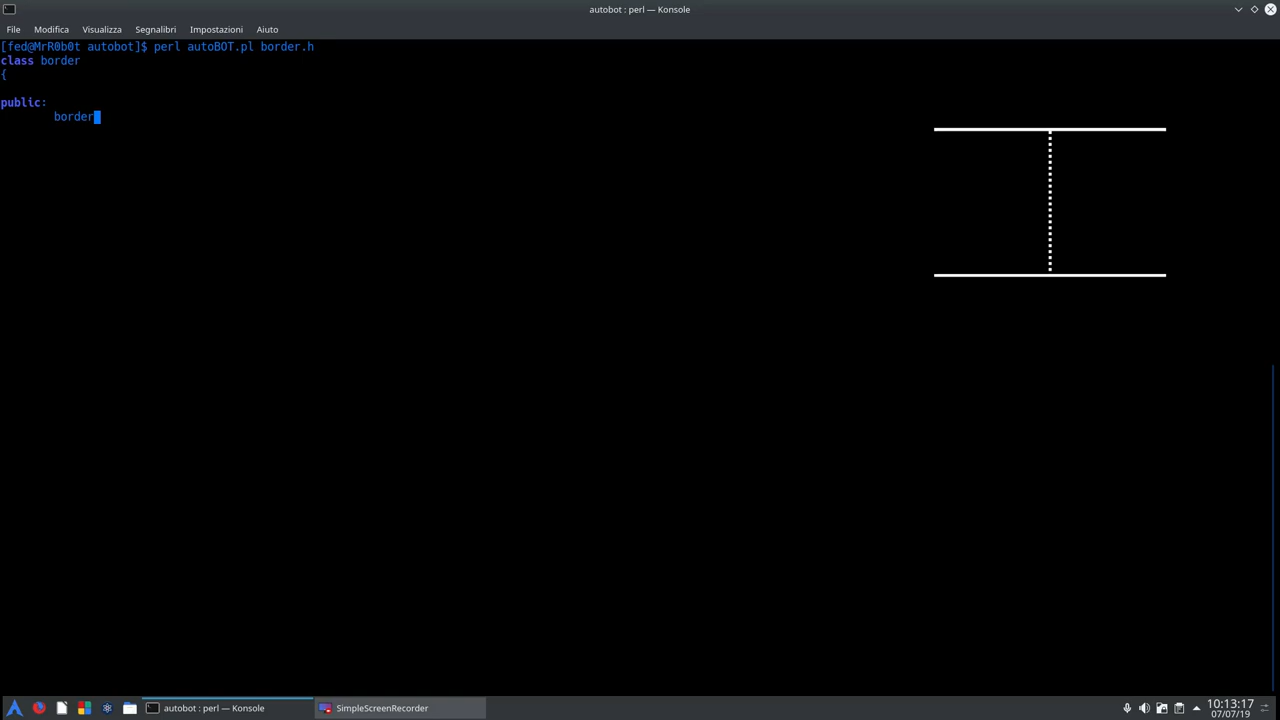 autobot : perl — Konsole
File Modifica Visualizza Segnalibri Impostazioni Aiuto
[fed@MrR0b0t autobot]$ perl autoBOT.pl border.h
class border
{
public:
border
autobot : perl — Konsole
SimpleScreenRecorder
10:13:17
07/07/19